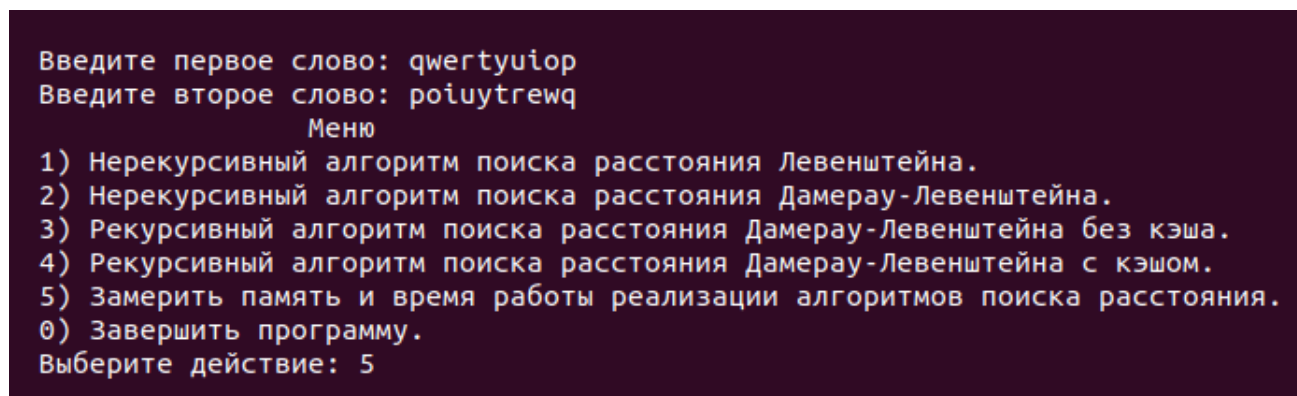 Введите первое слово: qwertyuiop
Введите второе слово: poiuytrewq
Меню
1) Нерекурсивный алгоритм поиска расстояния Левенштейна.
2) Нерекурсивный алгоритм поиска расстояния Дамерау-Левенштейна.
3) Рекурсивный алгоритм поиска расстояния Дамерау-Левенштейна без кэша.
4) Рекурсивный алгоритм поиска расстояния Дамерау-Левенштейна с кэшом.
5) Замерить память и время работы реализации алгоритмов поиска расстояния.
0) Завершить программу.
Выберите действие: 5